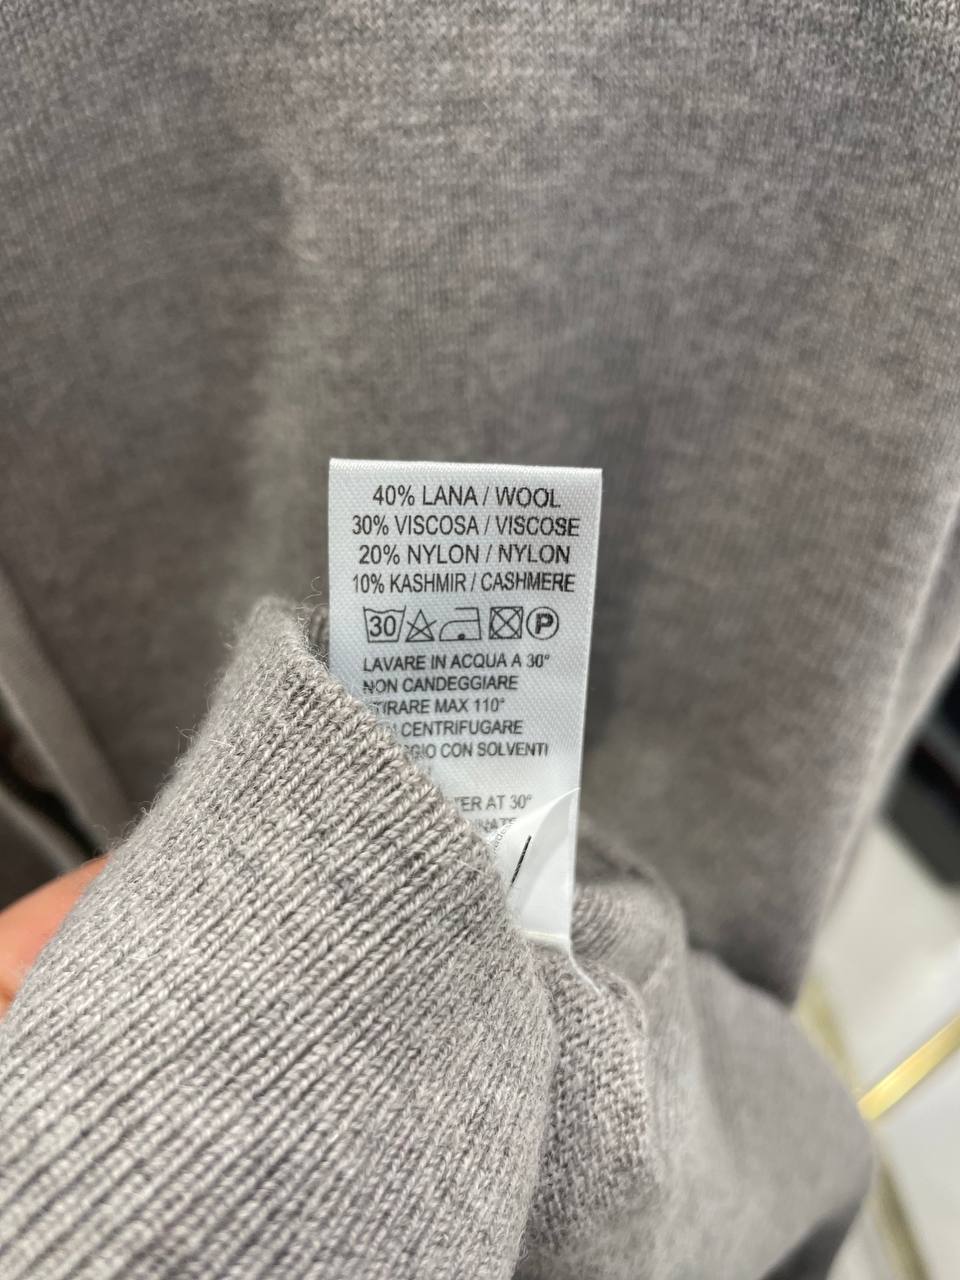 40% LANA / WOOL
30% VISCOSA / VISCOSE
20% NYLON / NYLON
10% KASHMIR / CASHMERE
30 P
LAVARE IN ACQUA A 30°
NON CANDEGGIARE
STIRARE MAX 110°
CENTRIFUGARE
CON SOLVENTI
AT 30°